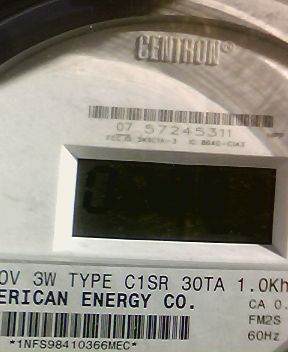 CENTRON®
07 57245311
0V 3W TYPE C1SR 30TA 1.0Kh
ERICAN ENERGY CO.
CA 0.
FM2S
60Hz
*1NFS98410366MEC*